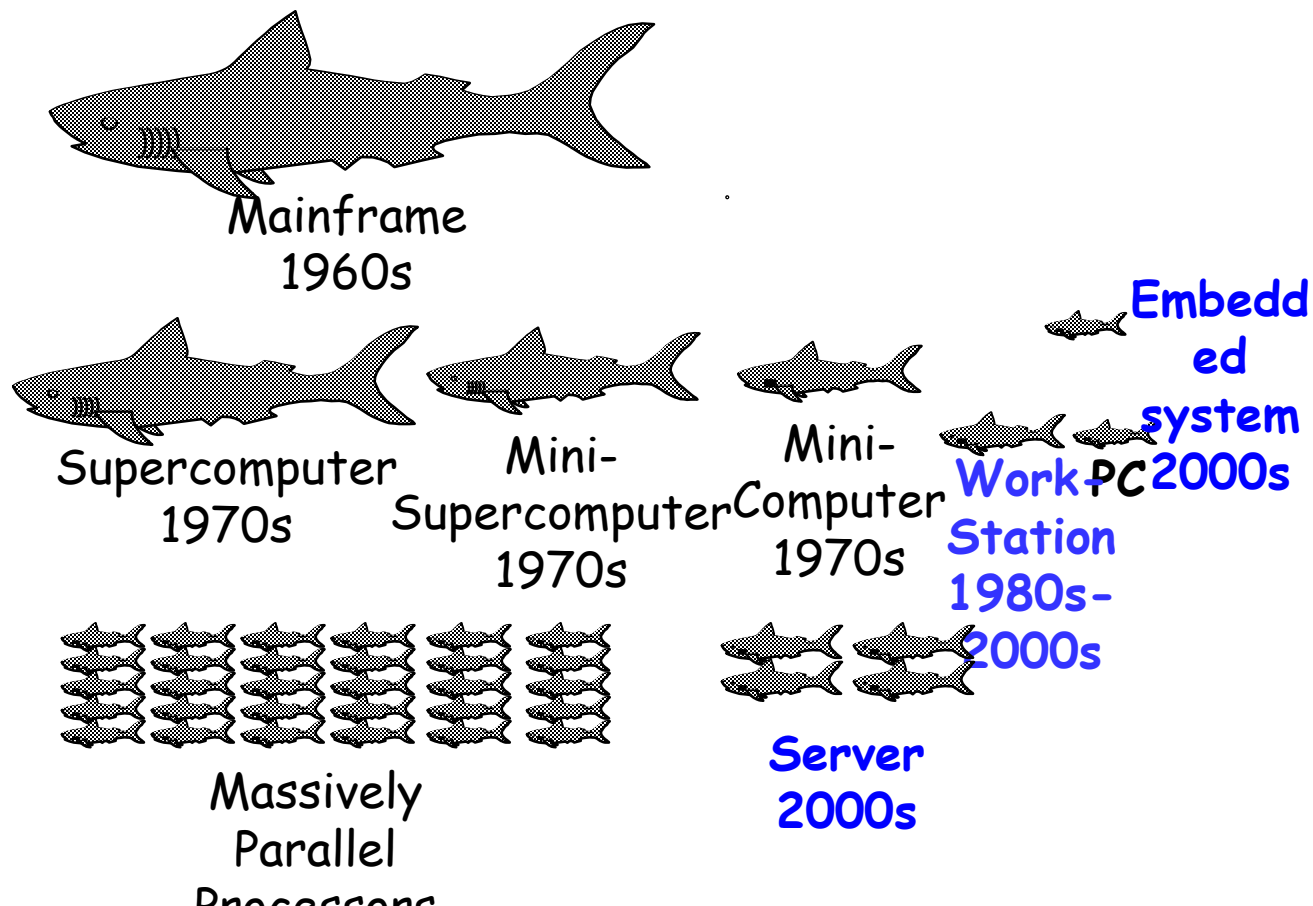 Mainframe
1960s
Supercomputer
1970s
Mini-
Supercomputer
1970s
Mini-
Computer
1970s
Work-
Station
1980s-
2000s
PC
Embedd
ed
system
2000s
Massively
Parallel
Processors
Server
2000s